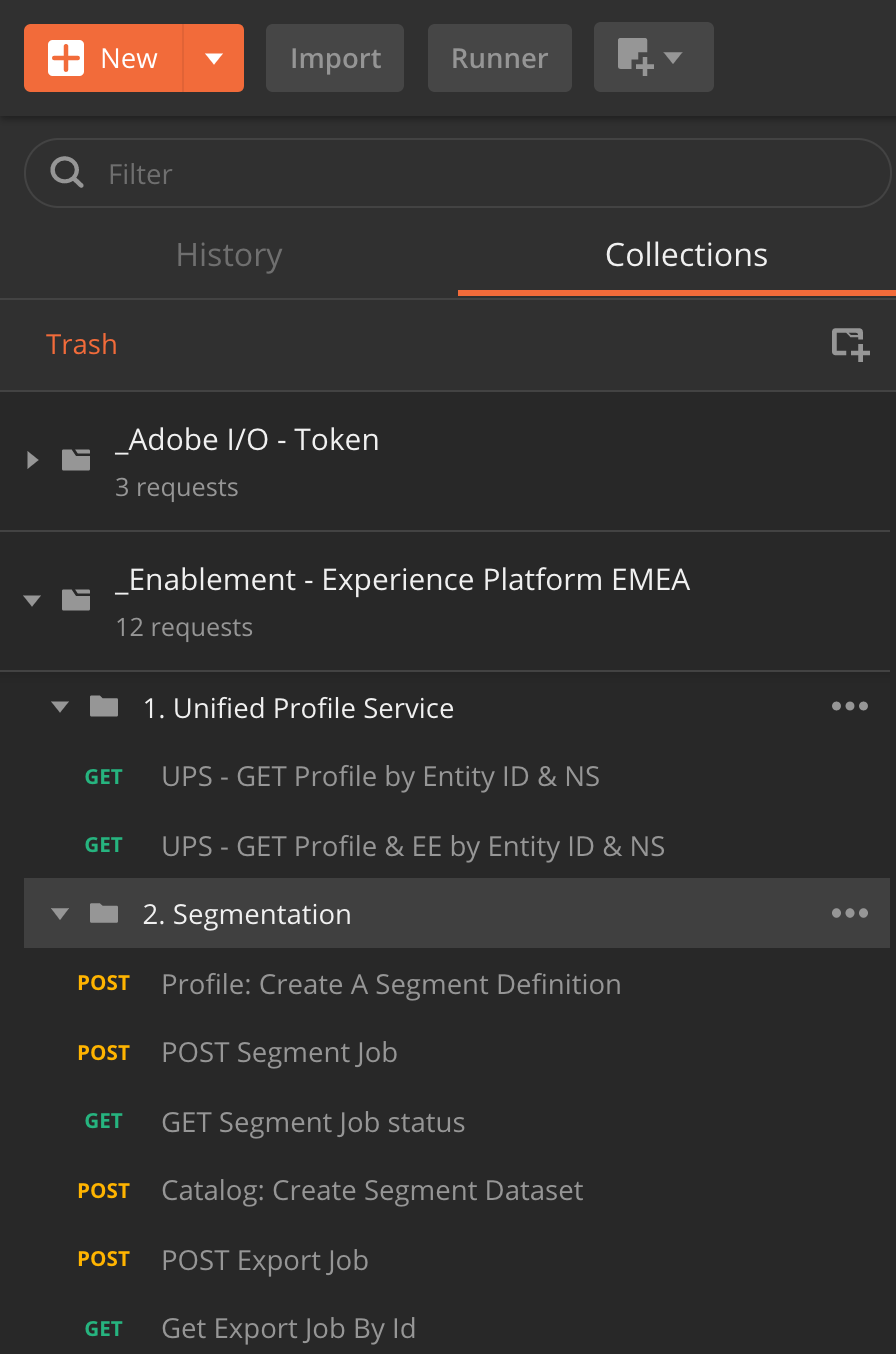 New
Import
Runner
Filter
History
Collections
Trash
_Adobe I/O - Token
3 requests
_Enablement - Experience Platform EMEA
12 requests
1. Unified Profile Service
GET UPS - GET Profile by Entity ID & NS
GET UPS - GET Profile & EE by Entity ID & NS
2. Segmentation
POST Profile: Create A Segment Definition
POST POST Segment Job
GET GET Segment Job status
POST Catalog: Create Segment Dataset
POST POST Export Job
GET Get Export Job By Id